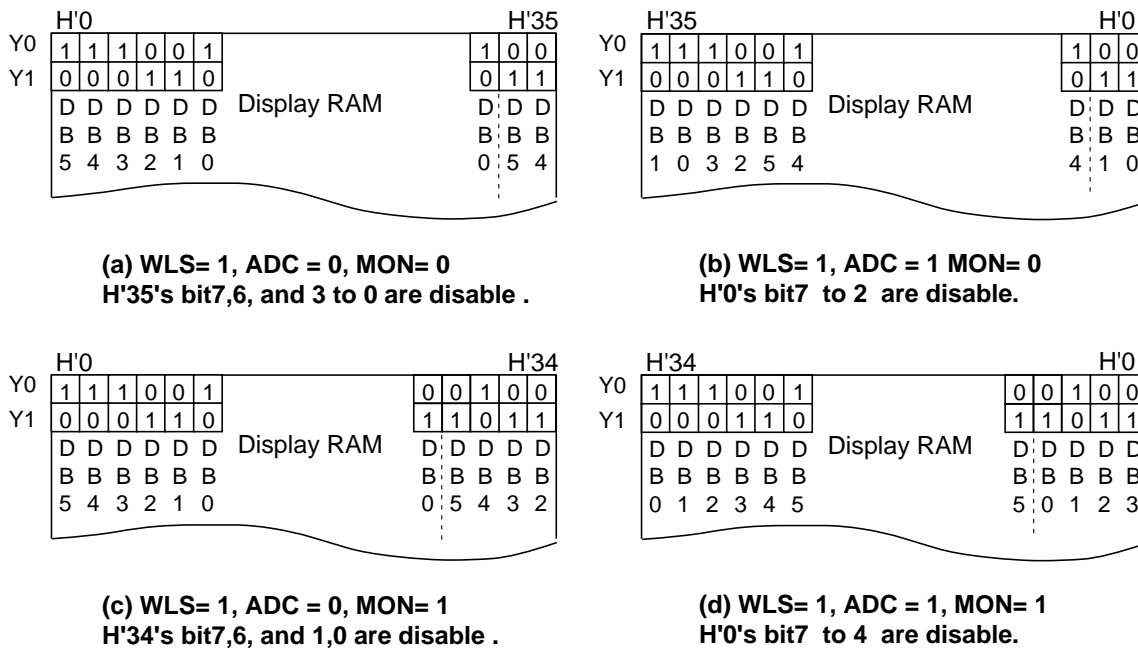 H'0 H'35
Y0 1 1 1 0 0 1 1 0 0
Y1 0 0 0 1 1 0 0 1 1
D D D D D D Display RAM D D D
B B B B B B B B B
5 4 3 2 1 0 0 5 4
(a) WLS= 1, ADC = 0, MON= 0
H'35's bit7,6, and 3 to 0 are disable .
H'35 H'0
Y0 1 1 1 0 0 1 1 0 0
Y1 0 0 0 1 1 0 0 1 1
D D D D D D Display RAM D D D
B B B B B B B B B
1 0 3 2 5 4 4 1 0
(b) WLS= 1, ADC = 1 MON= 0
H'0's bit7 to 2 are disable.
H'0 H'34
Y0 1 1 1 0 0 1 0 0 1 0 0
Y1 0 0 0 1 1 0 1 1 0 1 1
D D D D D D Display RAM D D D D D
B B B B B B B B B B B
5 4 3 2 1 0 0 5 4 3 2
(c) WLS= 1, ADC = 0, MON= 1
H'34's bit7,6, and 1,0 are disable .
H'34 H'0
Y0 1 1 1 0 0 1 0 0 1 0 0
Y1 0 0 0 1 1 0 1 1 0 1 1
D D D D D D Display RAM D D D D D
B B B B B B B B B B B
0 1 2 3 4 5 5 0 1 2 3
(d) WLS= 1, ADC = 1, MON= 1
H'0's bit7 to 4 are disable.